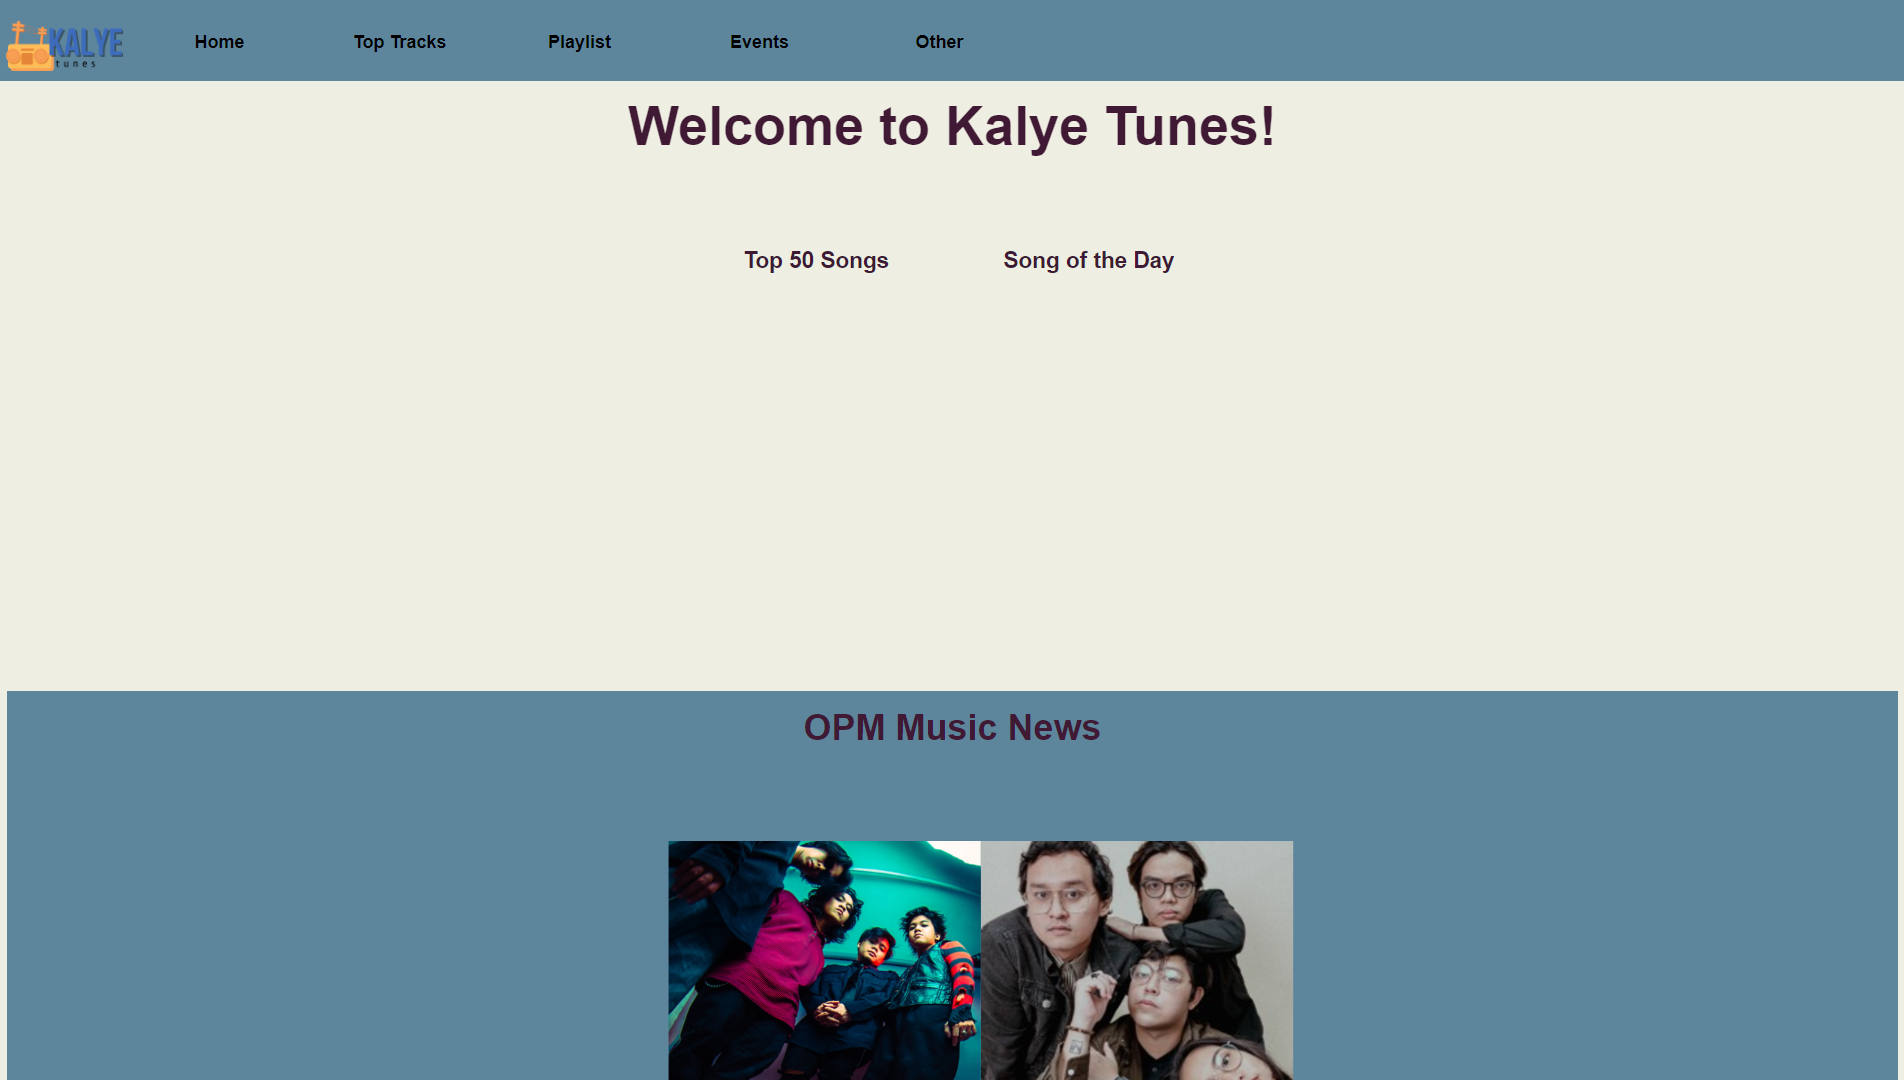 KALYE
tunes
Home
Top Tracks
Playlist
Events
Other
Welcome to Kalye Tunes!
Top 50 Songs
Song of the Day
OPM Music News